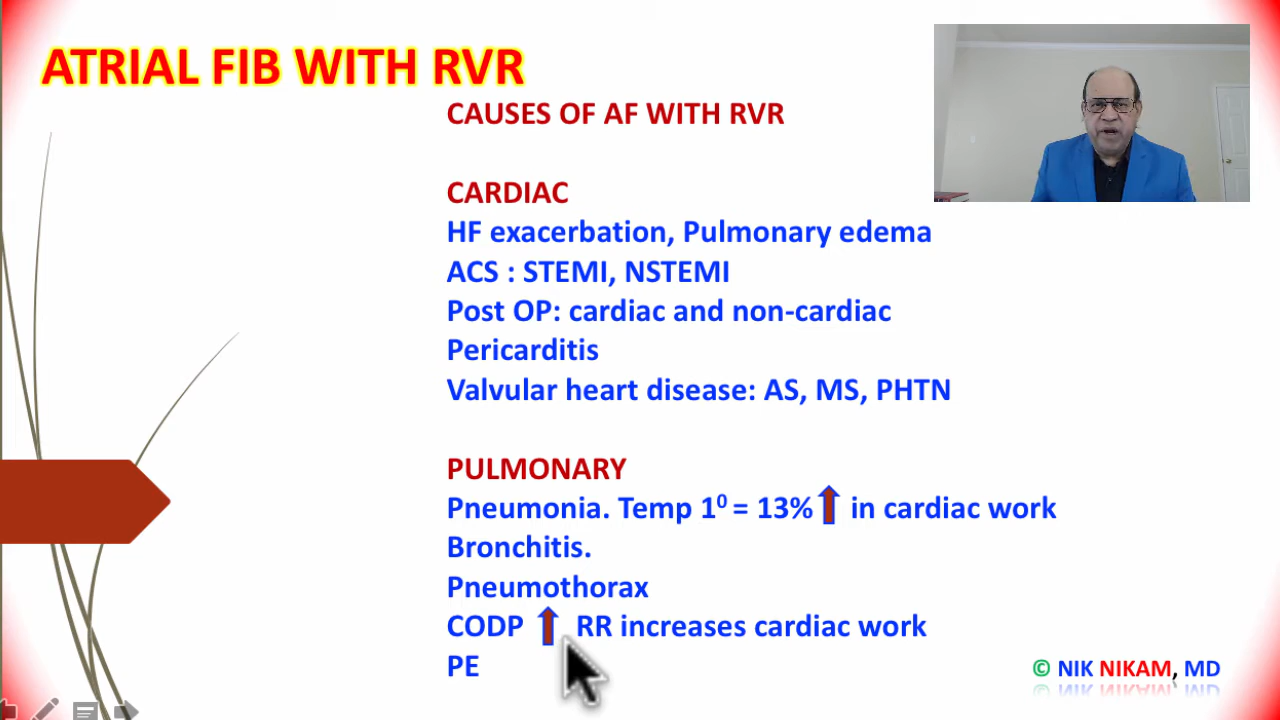 ATRIAL FIB WITH RVR
CAUSES OF AF WITH RVR
CARDIAC
HF exacerbation, Pulmonary edema
ACS : STEMI, NSTEMI
Post OP: cardiac and non-cardiac
Pericarditis
Valvular heart disease: AS, MS, PHTN
PULMONARY
Pneumonia. Temp 1⁰ = 13% in cardiac work
Bronchitis.
Pneumothorax
CODP RR increases cardiac work
PE
© NIK NIKAM, MD